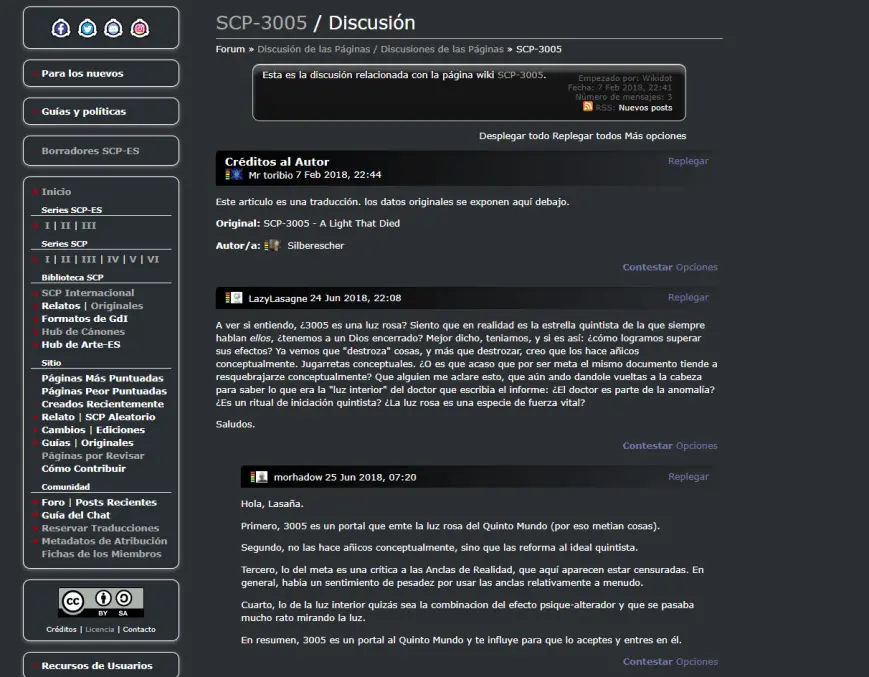 Para los nuevos
Guías y políticas
Borradores SCP-ES
Inicio
Series SCP-ES
I | II | III
Series SCP
I | II | III | IV | V | VI
Biblioteca SCP
SCP Internacional
Relatos | Originales
Formatos de GdI
Hub de Cánones
Hub de Arte-ES
Sitio
Páginas Más Puntuadas
Páginas Peor Puntuadas
Creados Recientemente
Relato | SCP Aleatorio
Cambios | Ediciones
Guías | Originales
Páginas por Revisar
Cómo Contribuir
Comunidad
Foro | Posts Recientes
Guía del Chat
Reservar Traducciones
Metadatos de Atribución
Fichas de los Miembros
CC BY SA
Créditos | Licencia | Contacto
Recursos de Usuarios
SCP-3005 / Discusión
Forum » Discusión de las Páginas / Discusiones de las Páginas » SCP-3005
Esta es la discusión relacionada con la página wiki SCP-3005.
Empezado por: Wikidot
Fecha: 7 Feb 2018, 22:41
Número de mensajes: 3
RSS: Nuevos posts
Desplegar todo Replegar todos Más opciones
Créditos al Autor
Replegar
Mr toribio 7 Feb 2018, 22:44
Este articulo es una traducción. los datos originales se exponen aquí debajo.
Original: SCP-3005 - A Light That Died
Autor/a: Silberescher
Contestar Opciones
LazyLasagne 24 Jun 2018, 22:08
Replegar
A ver si entiendo, ¿3005 es una luz rosa? Siento que en realidad es la estrella quintista de la que siempre
hablan ellos, ¿tenemos a un Dios encerrado? Mejor dicho, teniamos, y si es así: ¿cómo logramos superar
sus efectos? Ya vemos que "destroza" cosas, y más que destrozar, creo que los hace añicos
conceptualmente. Jugarretas conceptuales. ¿O es que acaso que por ser meta el mismo documento tiende a
resquebrajarze conceptualmente? Que alguien me aclare esto, que aún ando dandole vueltas a la cabeza
para saber lo que era la "luz interior" del doctor que escribia el informe: ¿El doctor es parte de la anomalía?
¿Es un ritual de iniciación quintista? ¿La luz rosa es una especie de fuerza vital?
Saludos.
Contestar Opciones
morhadow 25 Jun 2018, 07:20
Replegar
Hola, Lasaña.
Primero, 3005 es un portal que emte la luz rosa del Quinto Mundo (por eso metian cosas).
Segundo, no las hace añicos conceptualmente, sino que las reforma al ideal quintista.
Tercero, lo del meta es una crítica a las Anclas de Realidad, que aquí aparecen estar censuradas. En
general, habia un sentimiento de pesadez por usar las anclas relativamente a menudo.
Cuarto, lo de la luz interior quizás sea la combinacion del efecto psique-alterador y que se pasaba
mucho rato mirando la luz.
En resumen, 3005 es un portal al Quinto Mundo y te influye para que lo aceptes y entres en él.
Contestar Opciones